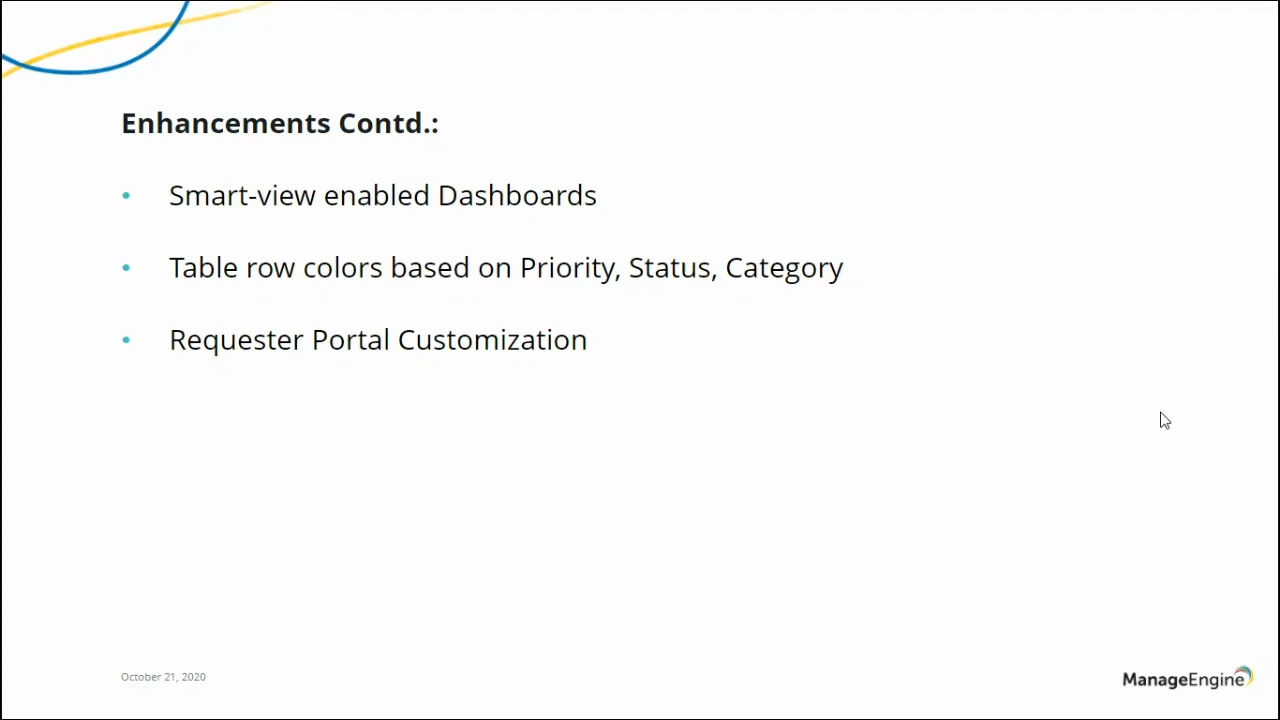 Enhancements Contd.:
• Smart-view enabled Dashboards
• Table row colors based on Priority, Status, Category
• Requester Portal Customization
October 21, 2020
ManageEngine